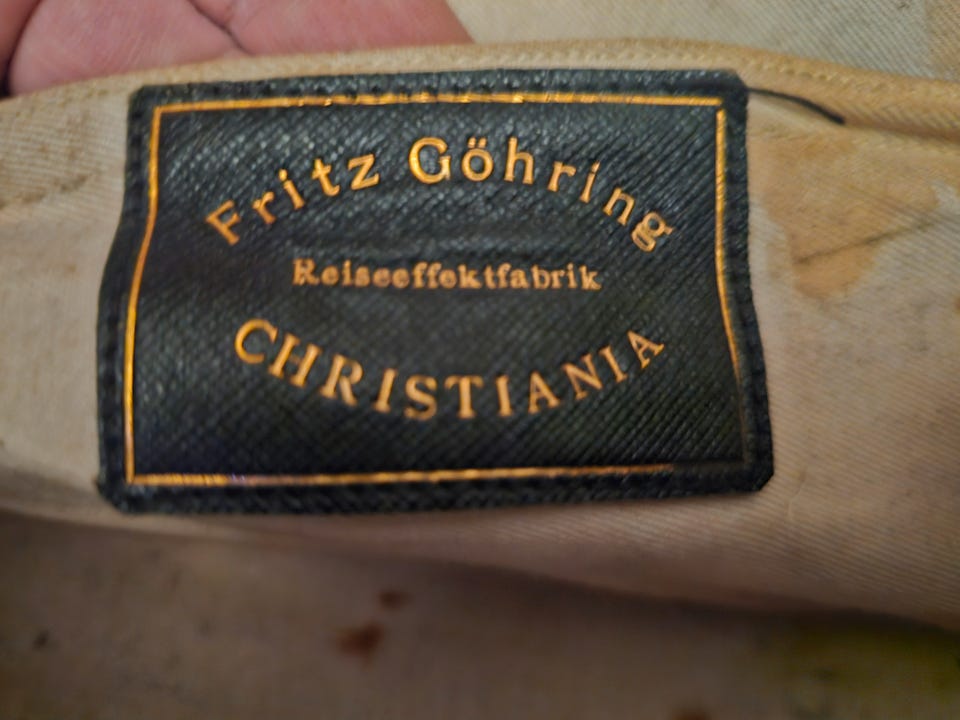 Fritz Göhring
Reiseeffektfabrik
CHRISTIANIA